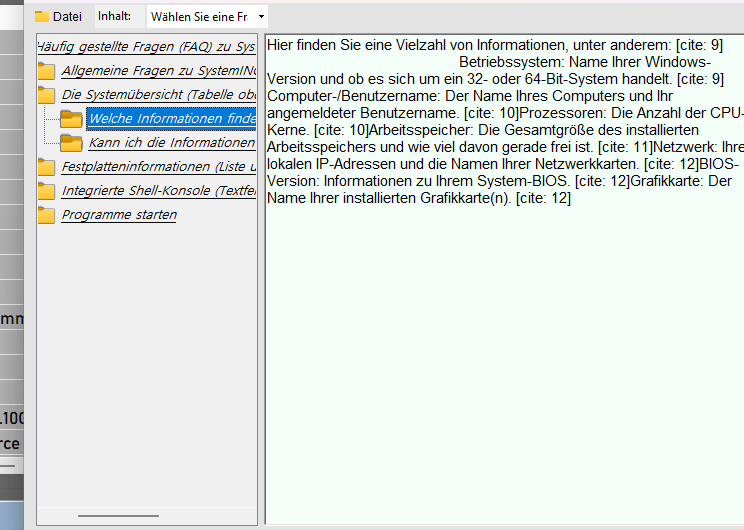 Datei Inhalt: Wählen Sie eine Fr
Häufig gestellte Fragen (FAQ) zu Sys
Allgemeine Fragen zu SystemINC
Die Systemübersicht (Tabelle obe
Welche Informationen finde
Kann ich die Informationen
Festplatteninformationen (Liste u
Integrierte Shell-Konsole (Textfel
Programme starten
Hier finden Sie eine Vielzahl von Informationen, unter anderem: [cite: 9]
Betriebssystem: Name Ihrer Windows-
Version und ob es sich um ein 32- oder 64-Bit-System handelt. [cite: 9]
Computer-/Benutzername: Der Name Ihres Computers und Ihr
angemeldeter Benutzername. [cite: 10]Prozessoren: Die Anzahl der CPU-
Kerne. [cite: 10]Arbeitsspeicher: Die Gesamtgröße des installierten
Arbeitsspeichers und wie viel davon gerade frei ist. [cite: 11]Netzwerk: Ihre
lokalen IP-Adressen und die Namen Ihrer Netzwerkkarten. [cite: 12]BIOS-
Version: Informationen zu Ihrem System-BIOS. [cite: 12]Grafikkarte: Der
Name Ihrer installierten Grafikkarte(n). [cite: 12]
mm
.100
rce